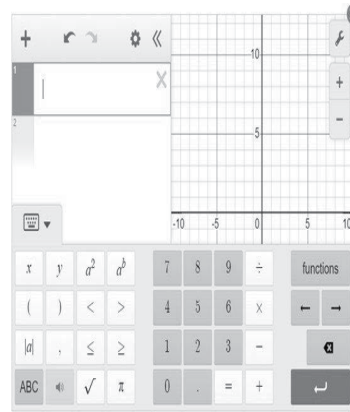 + «
10
1
+
−
5
2
-10 -5 0 5 10
x y a² aᵇ 7 8 9 ÷ functions
( ) < > 4 5 6 × ← →
|a| , ≤ ≥ 1 2 3 −
ABC √ π 0 . = +